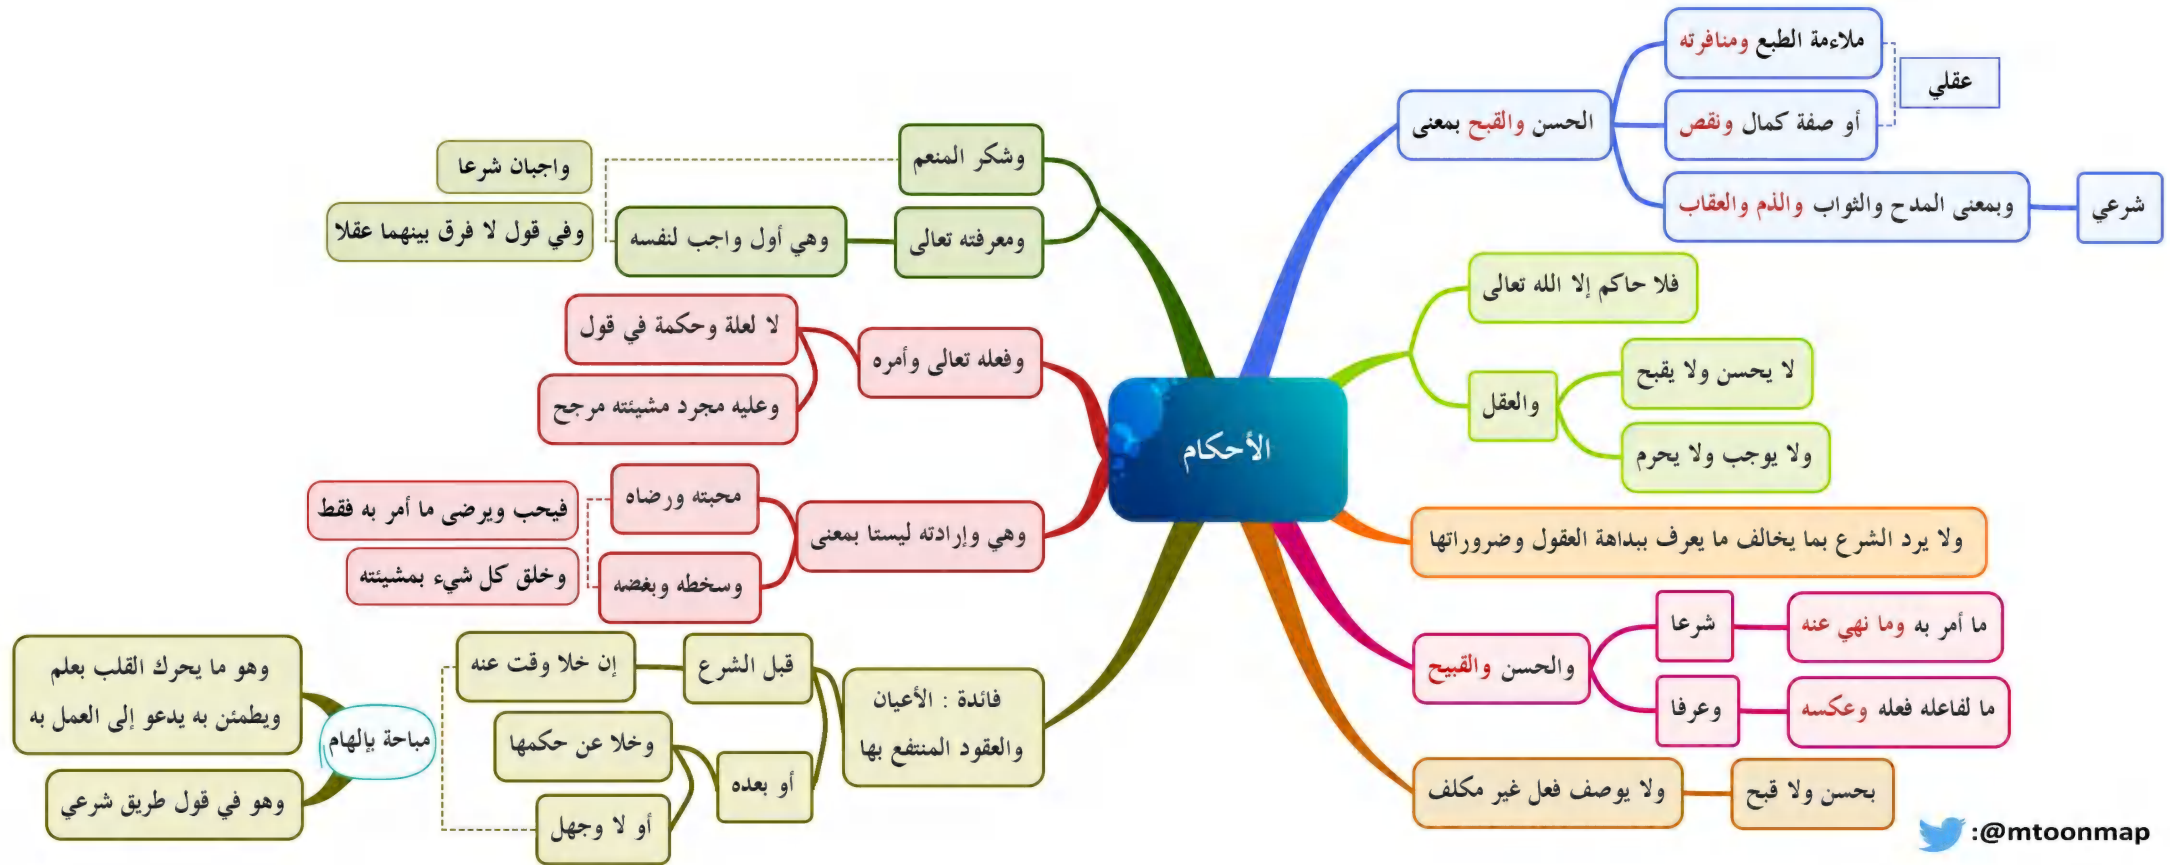 الأحكام
الحسن والقبح بمعنى
ملاءمة الطبع ومنافرته
أو صفة كمال ونقص
عقلي
وبمعنى المدح والثواب والذم والعقاب
شرعي
فلا حاكم إلا الله تعالى
والعقل
لا يحسن ولا يقبح
ولا يوجب ولا يحرم
ولا يرد الشرع بما يخالف ما يعرف ببداهة العقول وضروراتها
والحسن والقبيح
شرعا
ما أمر به وما نهي عنه
وعرفا
ما لفاعله فعله وعكسه
ولا يوصف فعل غير مكلف
بحسن ولا قبح
وشكر المنعم
ومعرفته تعالى
وهي أول واجب لنفسه
واجبان شرعا
وفي قول لا فرق بينهما عقلا
وفعله تعالى وأمره
لا لعلة وحكمة في قول
وعليه مجرد مشيئته مرجح
وهي وإرادته ليستا بمعنى
محبته ورضاه
وسخطه وبغضه
فيحب ويرضى ما أمر به فقط
وخلق كل شيء بمشيئته
فائدة : الأعيان
والعقود المنتفع بها
قبل الشرع
إن خلا وقت عنه
أو بعده
وخلا عن حكمها
أو لا وجهل
مباحة بإلهام
وهو ما يحرك القلب بعلم
ويطمئن به يدعو إلى العمل به
وهو في قول طريق شرعي
:@mtoonmap